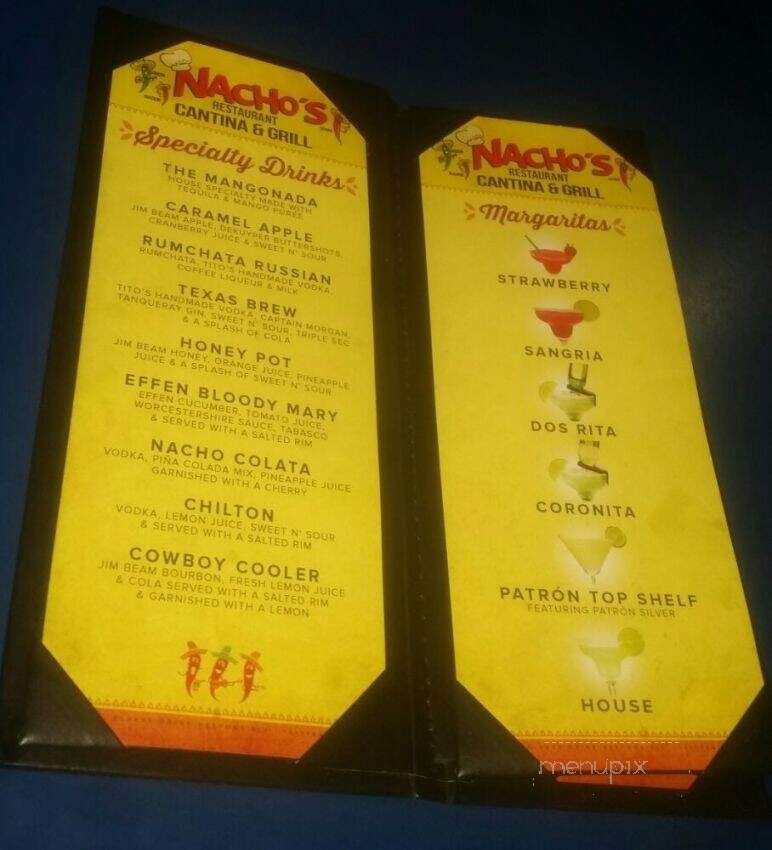 NACHO'S
RESTAURANT
CANTINA & GRILL
Specialty Drinks
THE MANGONADA
HOUSE SPECIALTY MADE WITH
TEQUILA & MANGO PUREE
CARAMEL APPLE
JIM BEAM APPLE, DEKUYPER BUTTERSHOTS,
CRANBERRY JUICE & SWEET N' SOUR
RUMCHATA RUSSIAN
RUMCHATA, TITO'S HANDMADE VODKA,
COFFEE LIQUEUR & MILK
TEXAS BREW
TITO'S HANDMADE VODKA, CAPTAIN MORGAN,
TANQUERAY GIN, SWEET N' SOUR, TRIPLE SEC
& A SPLASH OF COLA
HONEY POT
JIM BEAM HONEY, ORANGE JUICE, PINEAPPLE
JUICE & A SPLASH OF SWEET N' SOUR
EFFEN BLOODY MARY
EFFEN CUCUMBER, TOMATO JUICE,
WORCESTERSHIRE SAUCE, TABASCO
& SERVED WITH A SALTED RIM
NACHO COLATA
VODKA, PIÑA COLADA MIX, PINEAPPLE JUICE
GARNISHED WITH A CHERRY
CHILTON
VODKA, LEMON JUICE, SWEET N' SOUR
& SERVED WITH A SALTED RIM
COWBOY COOLER
JIM BEAM BOURBON, FRESH LEMON JUICE
& COLA SERVED WITH A SALTED RIM
& GARNISHED WITH A LEMON
NACHO'S
RESTAURANT
CANTINA & GRILL
Margaritas
STRAWBERRY
SANGRIA
DOS RITA
CORONITA
PATRÓN TOP SHELF
FEATURING PATRÓN SILVER
HOUSE
menupix